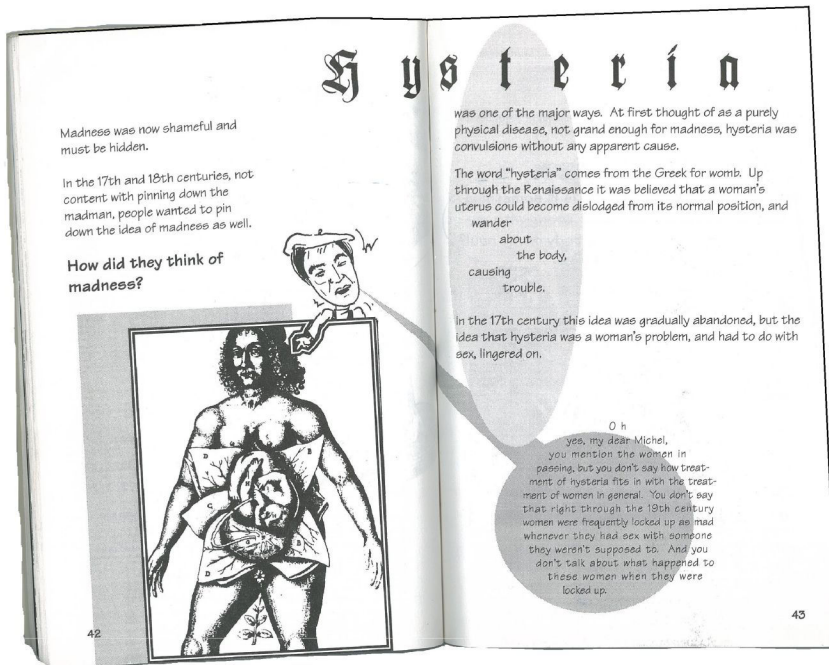 Hysteria
Madness was now shameful and
must be hidden.
In the 17th and 18th centuries, not
content with pinning down the
madman, people wanted to pin
down the idea of madness as well.
How did they think of
madness?
42
was one of the major ways. At first thought of as a purely
physical disease, not grand enough for madness, hysteria was
convulsions without any apparent cause.
The word "hysteria" comes from the Greek for womb. Up
through the Renaissance it was believed that a woman's
uterus could become dislodged from its normal position, and
wander
about
the body,
causing
trouble.
In the 17th century this idea was gradually abandoned, but the
idea that hysteria was a woman's problem, and had to do with
sex, lingered on.
Oh
yes, my dear Michel,
you mention the women in
passing, but you don't say how treat-
ment of hysteria fits in with the treat-
ment of women in general. You don't say
that right through the 19th century
women were frequently locked up as mad
whenever they had sex with someone
they weren't supposed to. And you
don't talk about what happened to
these women when they were
locked up.
43